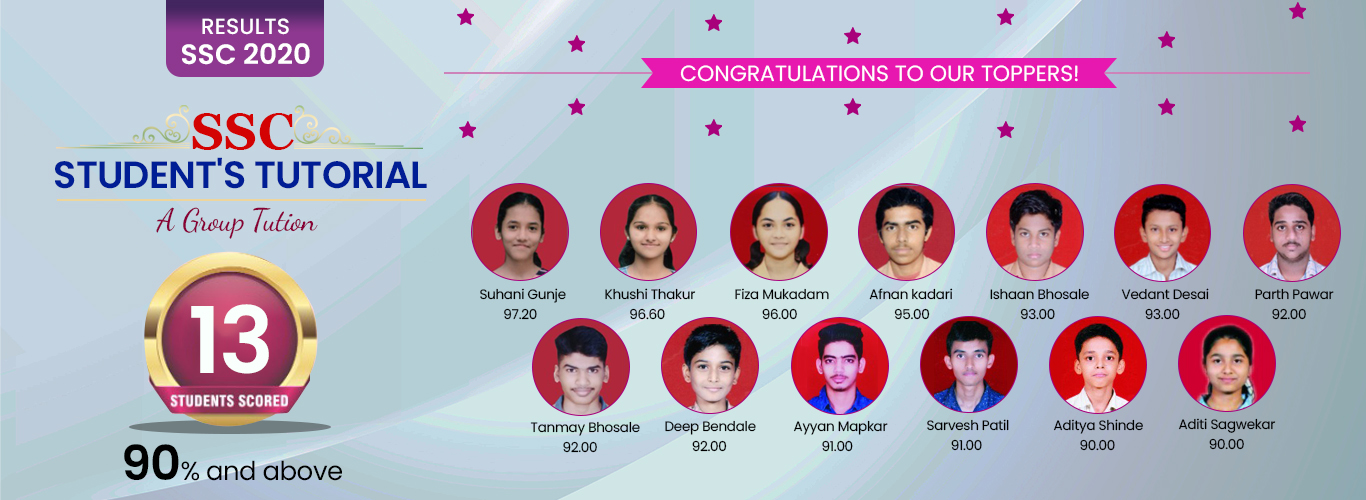 RESULTS
SSC 2020
CONGRATULATIONS TO OUR TOPPERS!
SSC
STUDENT'S TUTORIAL
A Group Tution
13
STUDENTS SCORED
90% and above
Suhani Gunje
97.20
Khushi Thakur
96.60
Fiza Mukadam
96.00
Afnan kadari
95.00
Ishaan Bhosale
93.00
Vedant Desai
93.00
Parth Pawar
92.00
Tanmay Bhosale
92.00
Deep Bendale
92.00
Ayyan Mapkar
91.00
Sarvesh Patil
91.00
Aditya Shinde
90.00
Aditi Sagwekar
90.00